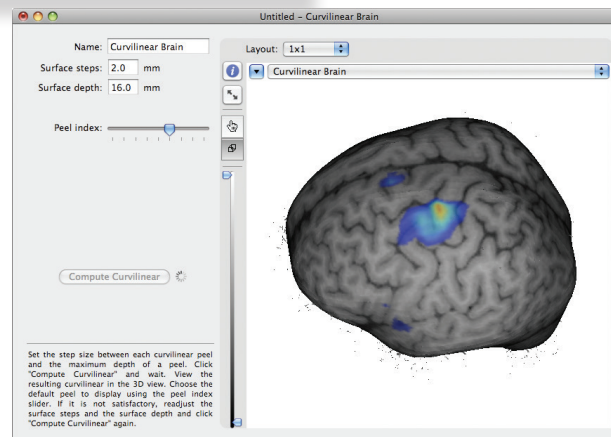 Untitled – Curvilinear Brain
Name: Curvilinear Brain
Surface steps: 2.0 mm
Surface depth: 16.0 mm
Peel index:
Compute Curvilinear
Set the step size between each curvilinear peel
and the maximum depth of a peel. Click
"Compute Curvilinear" and wait. View the
resulting curvilinear in the 3D view. Choose the
default peel to display using the peel index
slider. If it is not satisfactory, readjust the
surface steps and the surface depth and click
"Compute Curvilinear" again.
Layout: 1x1
Curvilinear Brain